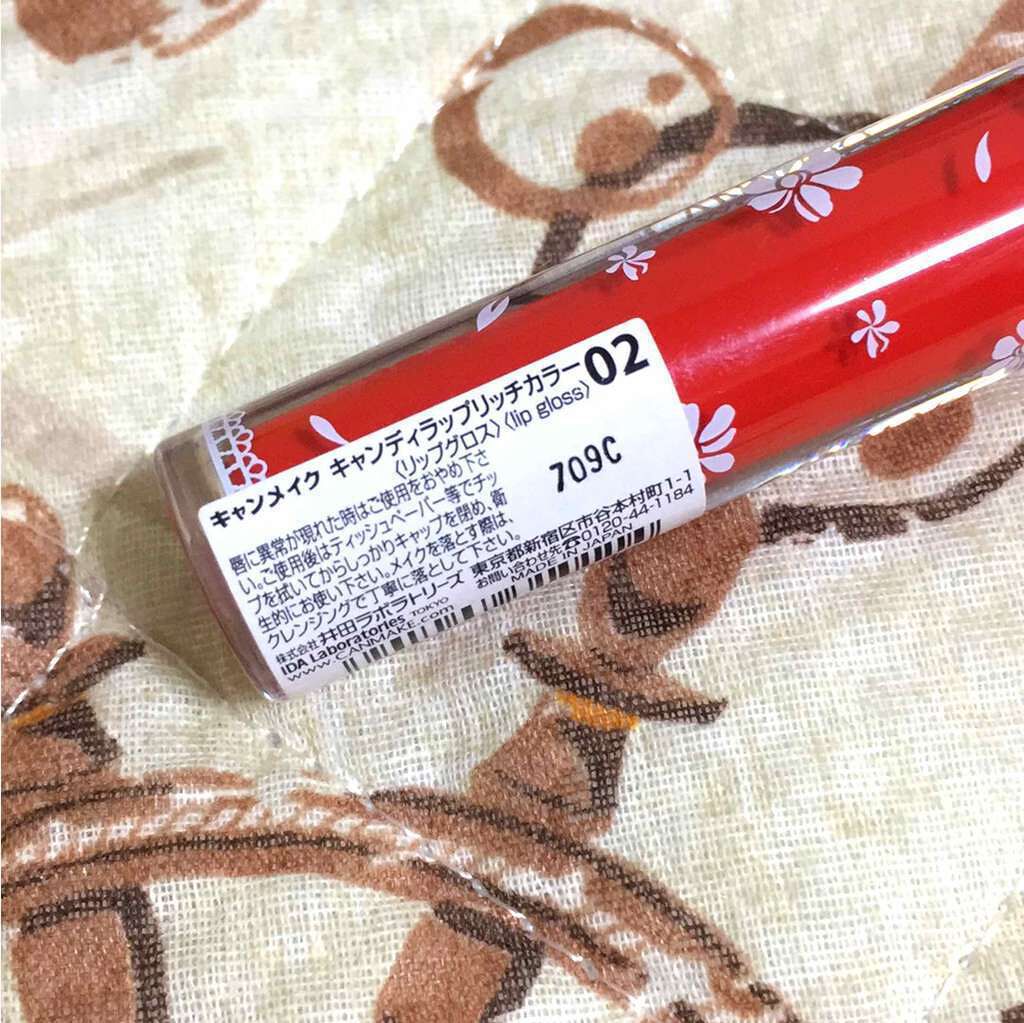 キャンメイク キャンディラップリッチカラー 02
〈リップグロス〉〈lip gloss〉
709C
唇に異常が現れた時はご使用をおやめ下さ
い。ご使用後はティッシュペーパー等でチッ
プを拭いてからしっかりキャップを閉め、衛
生的にお使い下さい。メイクを落とす際は、
クレンジングで丁寧に落として下さい。
株式会社 井田ラボラトリーズ 東京都新宿区市谷本村町1-1
お問い合わせ先☎0120-44-1184
IDA Laboratories TOKYO MADE IN JAPAN
www.CANMAKE.com